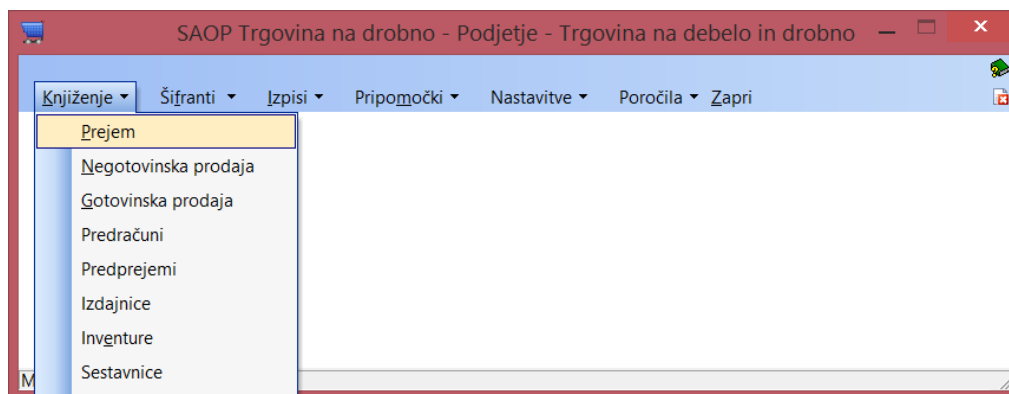 SAOP Trgovina na drobno - Podjetje - Trgovina na debelo in drobno
Knjiženje Šifranti Izpisi Pripomočki Nastavitve Poročila Zapri
Prejem
Negotovinska prodaja
Gotovinska prodaja
Predračuni
Predprejemi
Izdajnice
Inventure
Sestavnice
M